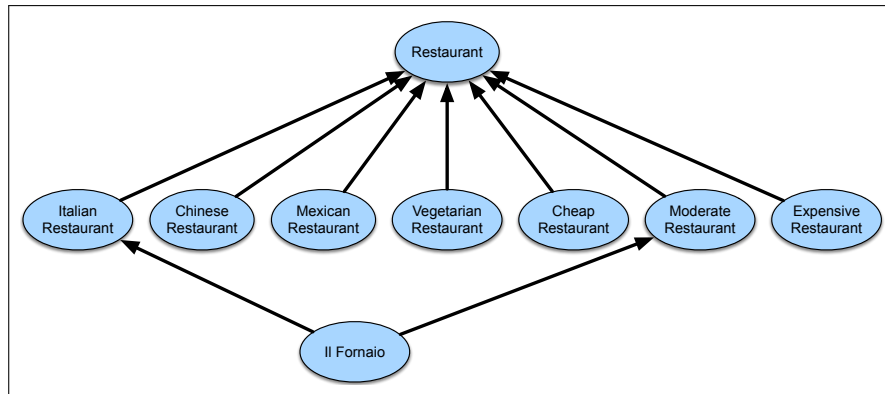 Restaurant
Italian
Restaurant
Chinese
Restaurant
Mexican
Restaurant
Vegetarian
Restaurant
Cheap
Restaurant
Moderate
Restaurant
Expensive
Restaurant
Il Fornaio